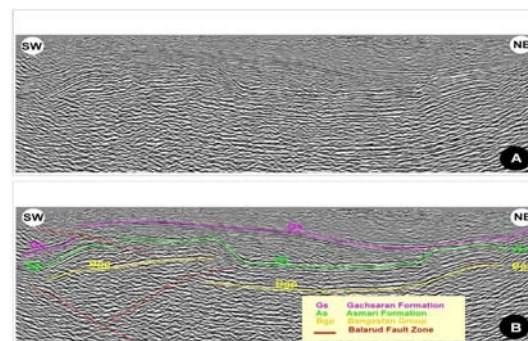 SW NE
A
SW NE
Gs
Gs
As As
As
Bgp Bgp
Bgp
Gs Gachsaran Formation
As Asmari Formation
Bgp Bangestan Group
Balarud Fault Zone
B